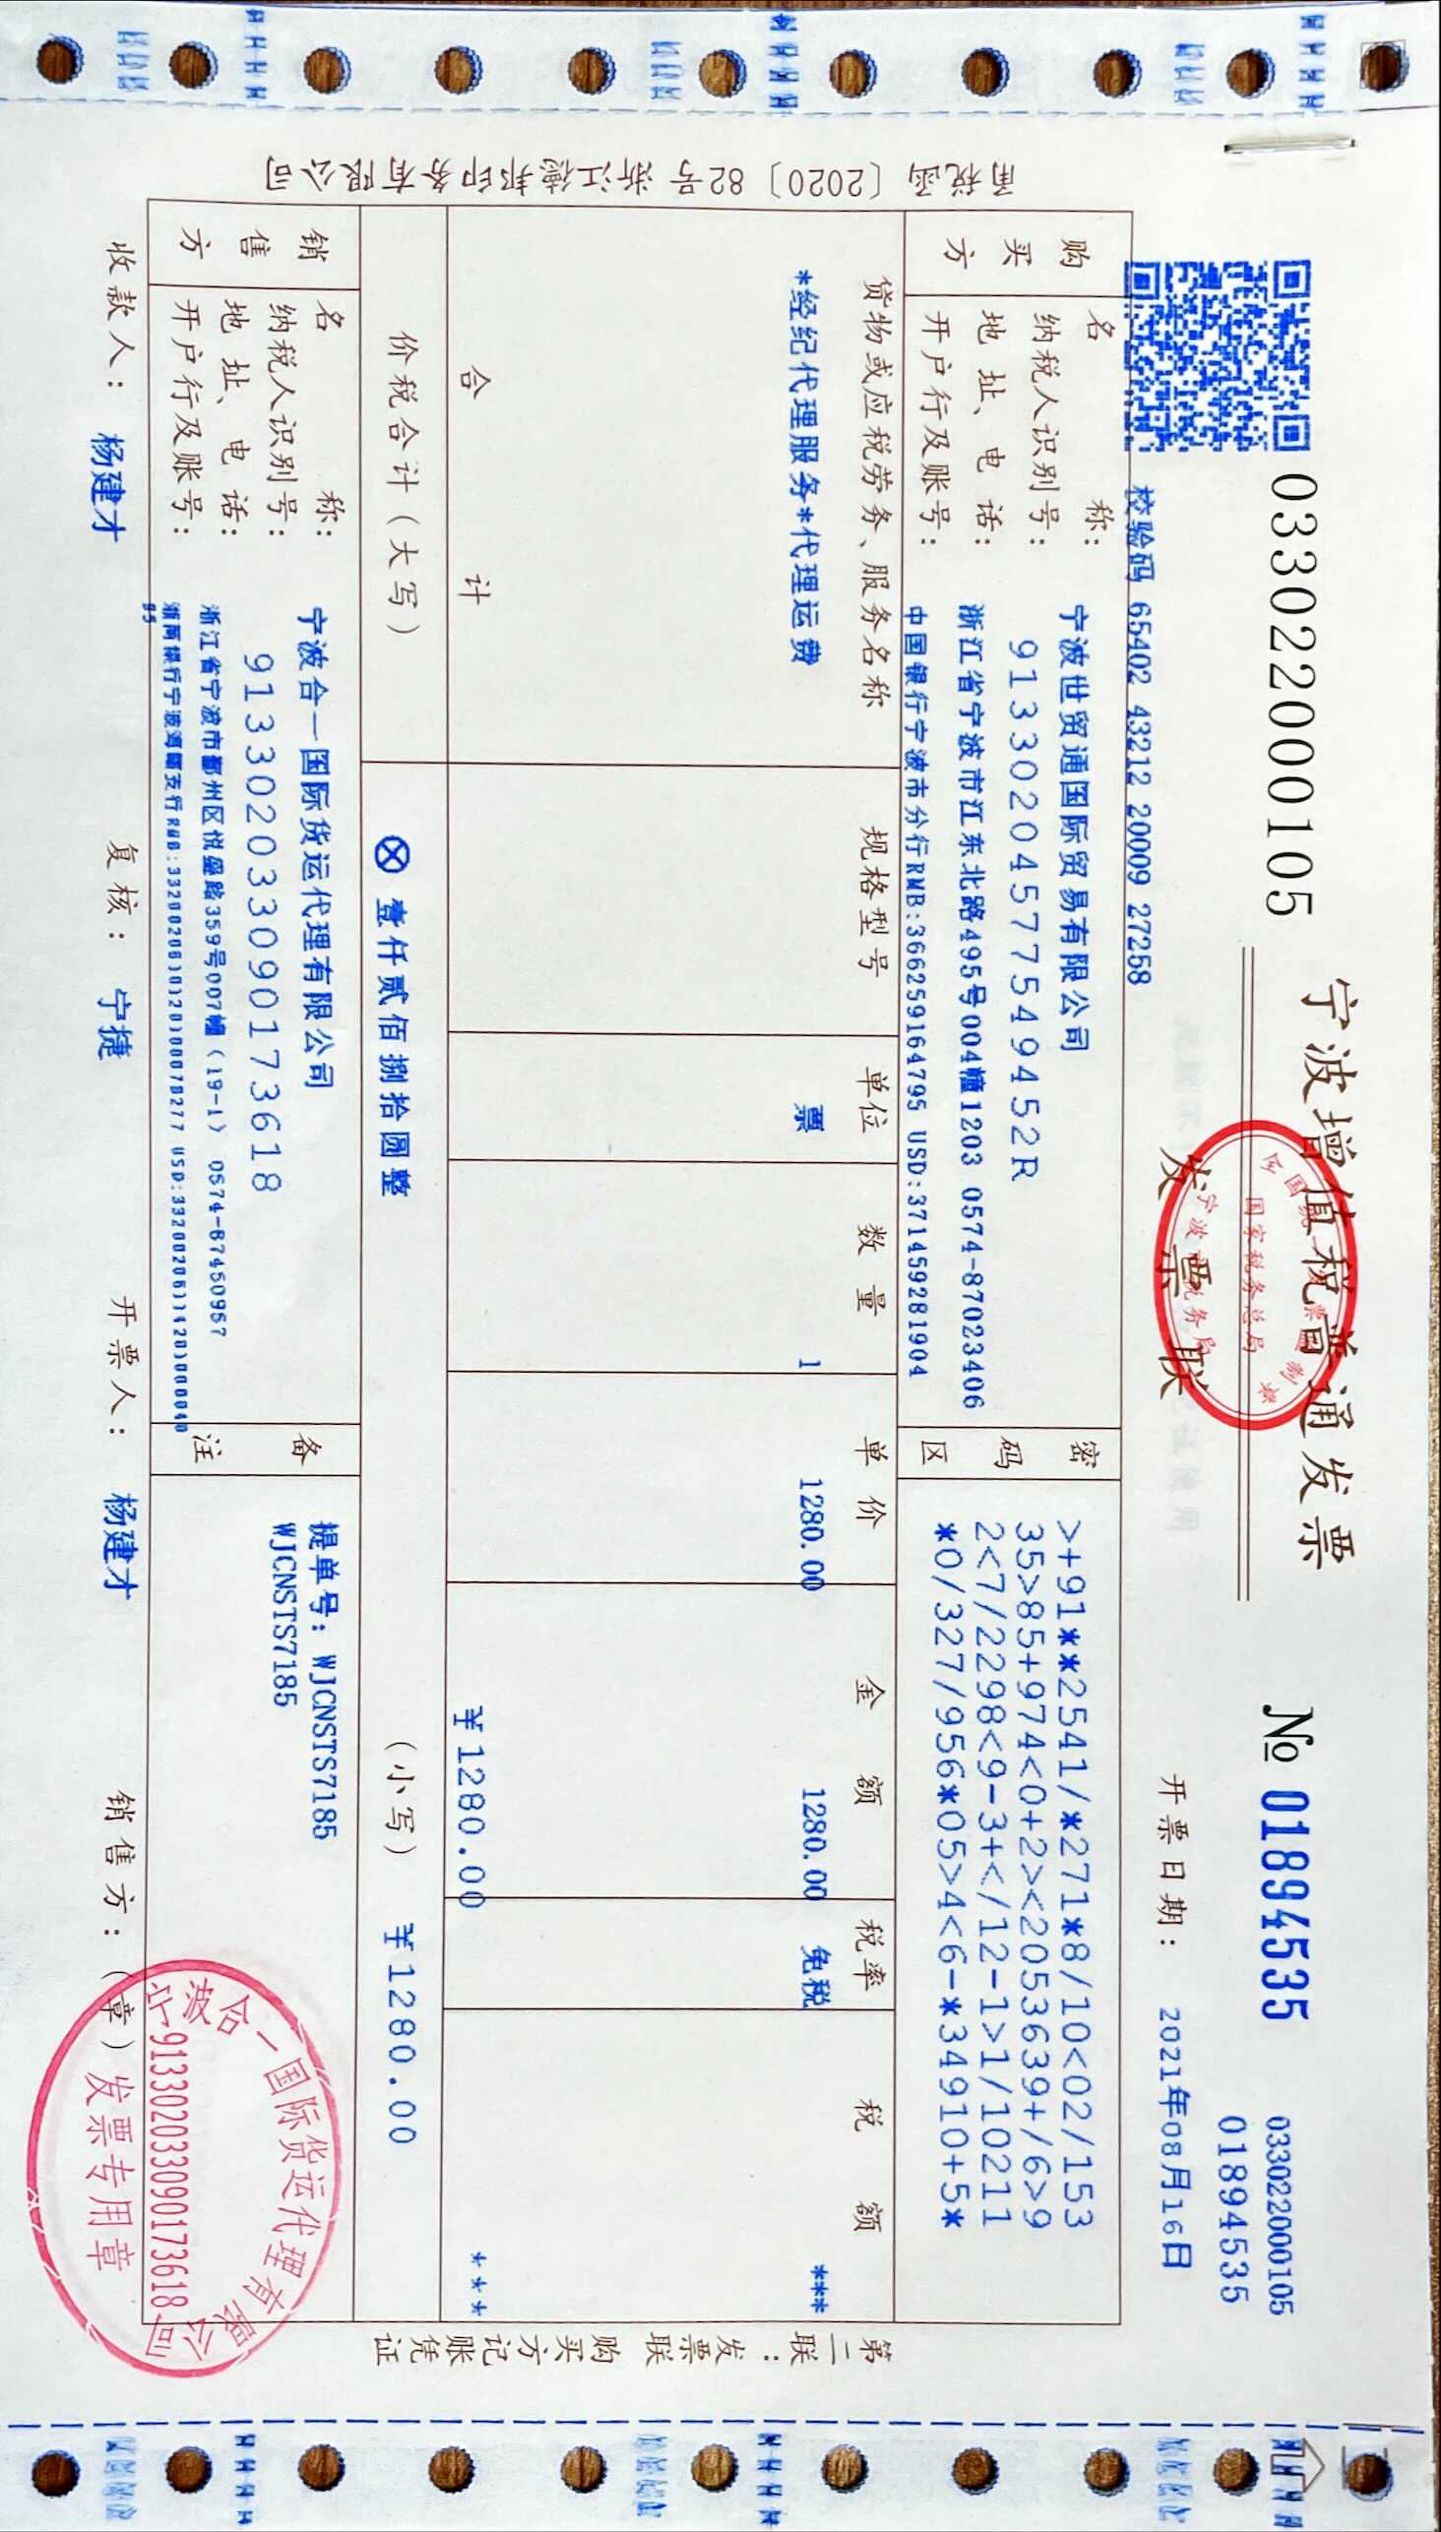 宁波增值税普通发票
033022000105
№ 01894535
033022000105
01894535
全国统一发票监制章
国家税务总局
宁波市税务局
发票联
开票日期： 2021年08月16日
校验码 65402 43212 20009 27258
购买方
名称：宁波世贸通国际贸易有限公司
纳税人识别号：91330204577549452R
地址、电话：浙江省宁波市江东北路495号004幢1203 0574-87023406
开户行及账号：中国银行宁波市分行RMB:366259164795 USD:371459281904
密码区
>+91**2541/*271*8/10<02/153
35>85+974<0+2><2053639+/6>9
2<7/2298<9-3+</12-1>1/10211
*0/327/956*05>4<6-*34910+5*
货物或应税劳务、服务名称 规格型号 单位 数量 单价 金额 税率 税额
*经纪代理服务*代理运费 票 1 1280.00 1280.00 免税 ***
合计 ¥1280.00 ***
价税合计（大写） ⊗ 壹仟贰佰捌拾圆整 （小写） ¥1280.00
销售方
名称：宁波合一国际货运代理有限公司
纳税人识别号：913302033090173618
地址、电话：浙江省宁波市鄞州区悦盛路359号007幢（19-1） 0574-87450957
开户行及账号：浙商银行宁波海曙支行RMB:
备注
提单号：WJCNSTS7185
WJCNSTS7185
收款人：杨建才 复核：宁捷 开票人：杨建才 销售方：（章）
宁波合一国际货运代理有限公司
913302033090173618
发票专用章
甬税函〔2020〕82号 浙江德邦印务有限公司
第二联：发票联 购买方记账凭证